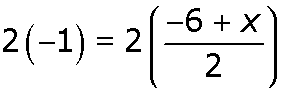 2(−1) = 2((−6 + x)/2)